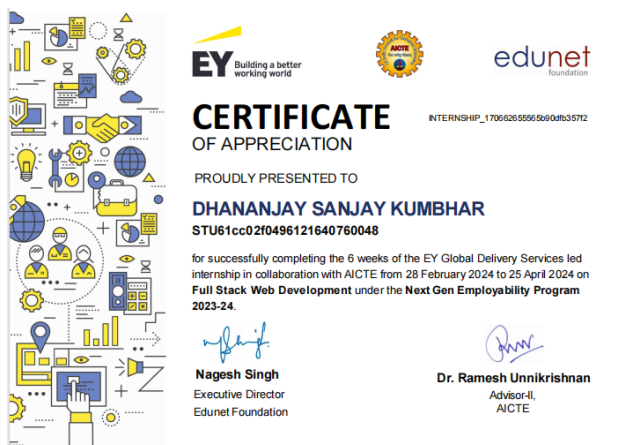 EY Building a better
working world
AICTE
edunet
foundation
CERTIFICATE
OF APPRECIATION
INTERNSHIP_170662655565b90dfb357f2
PROUDLY PRESENTED TO
DHANANJAY SANJAY KUMBHAR
STU61cc02f0496121640760048
for successfully completing the 6 weeks of the EY Global Delivery Services led
internship in collaboration with AICTE from 28 February 2024 to 25 April 2024 on
Full Stack Web Development under the Next Gen Employability Program
2023-24.
Nagesh Singh
Executive Director
Edunet Foundation
Dr. Ramesh Unnikrishnan
Advisor-II,
AICTE